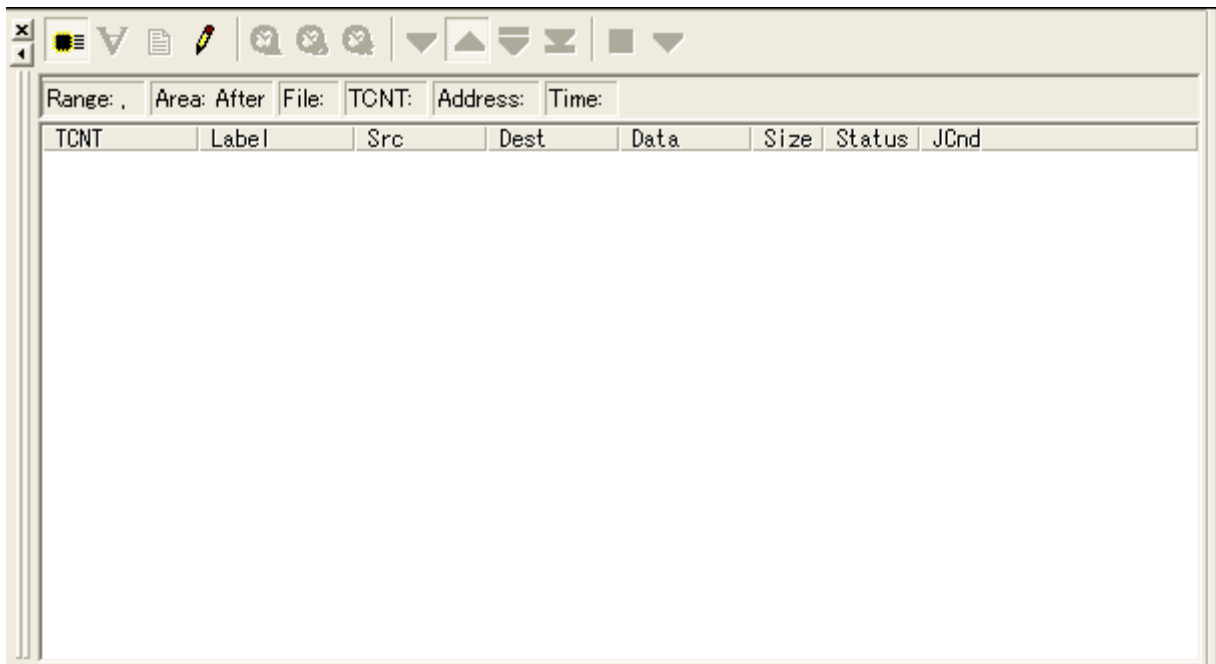 Range: , Area: After File: TCNT: Address: Time:
TCNT Label Src Dest Data Size Status JCnd